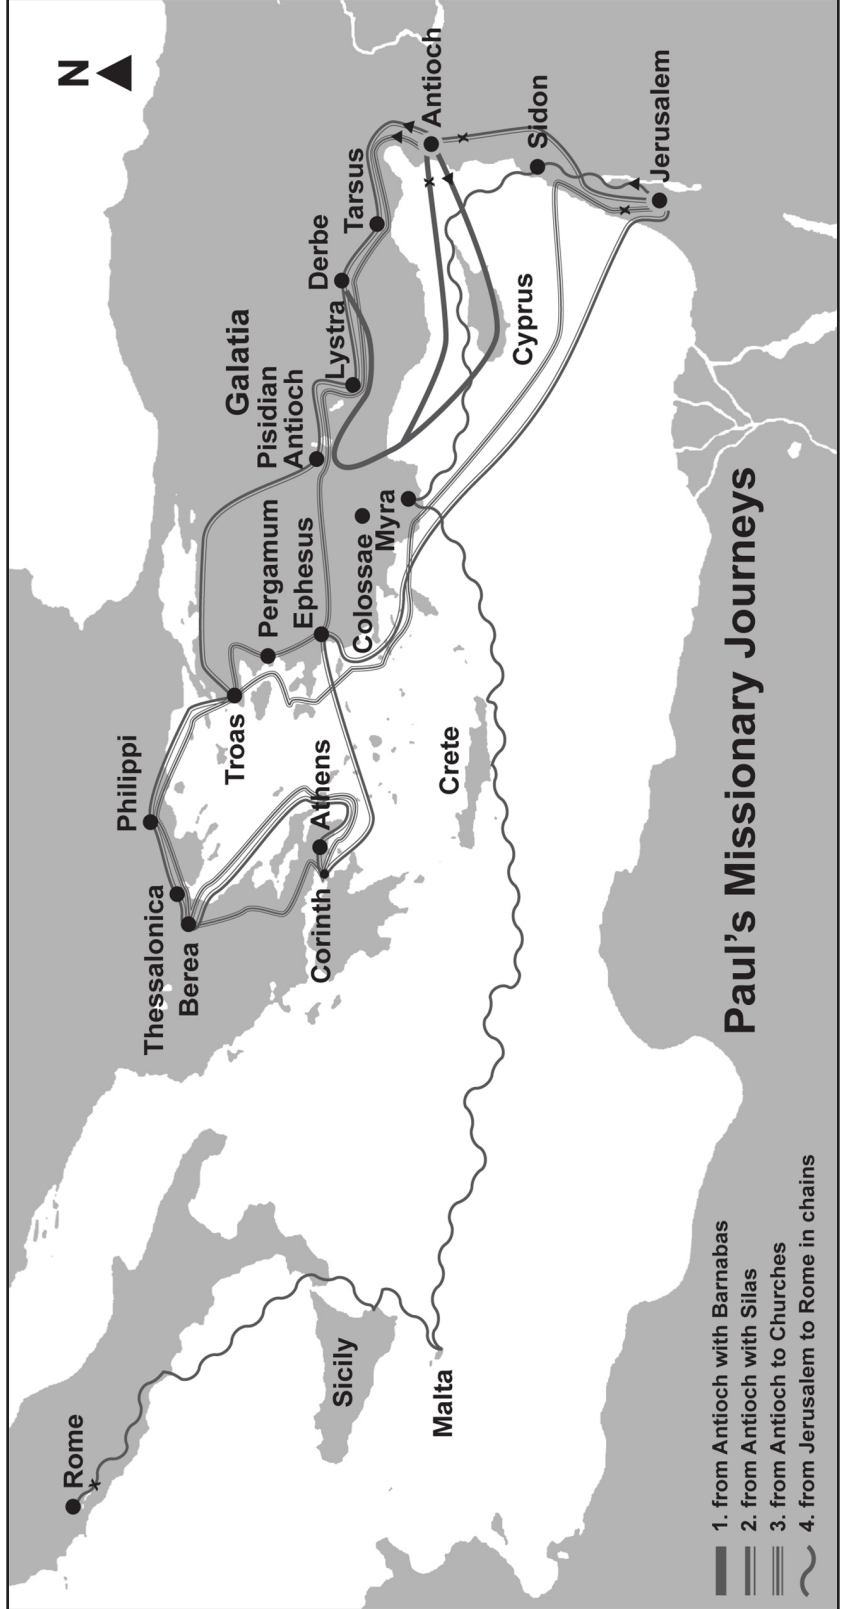 N
Rome
Sicily
Malta
Thessalonica
Berea
Philippi
Corinth
Athens
Troas
Crete
Pergamum
Ephesus
Colossae
Myra
Galatia
Pisidian
Antioch
Lystra
Derbe
Tarsus
Cyprus
Antioch
Sidon
Jerusalem
Paul's Missionary Journeys
1. from Antioch with Barnabas
2. from Antioch with Silas
3. from Antioch to Churches
4. from Jerusalem to Rome in chains